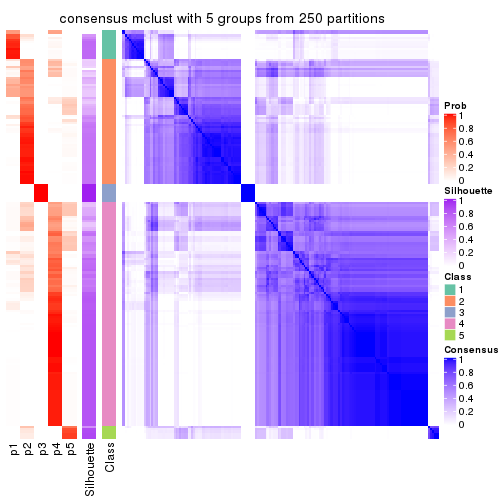 consensus mclust with 5 groups from 250 partitions
Prob
1
0.8
0.6
0.4
0.2
0
Silhouette
1
0.8
0.6
0.4
0.2
0
Class
1
2
3
4
5
Consensus
1
0.8
0.6
0.4
0.2
0
p1
p2
p3
p4
p5
Silhouette
Class